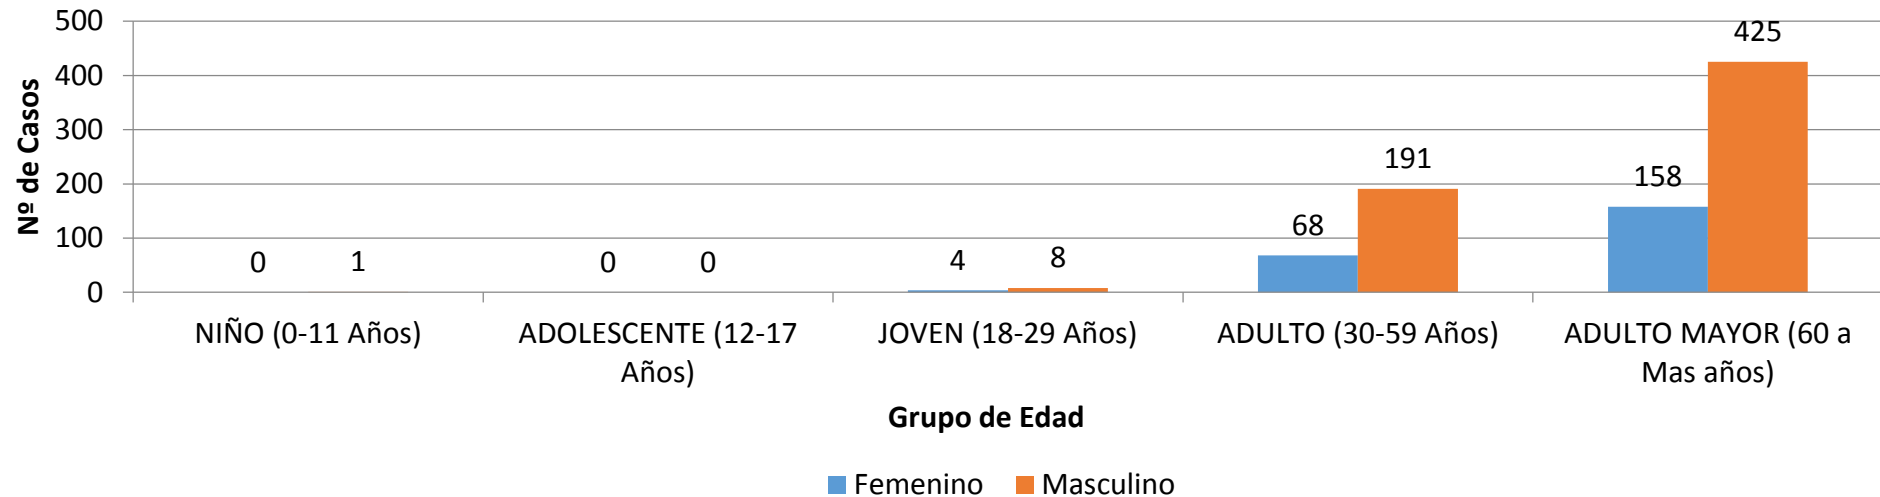 500
400
300
200
100
0
Nº de Casos
0
1
0
0
4
8
68
191
158
425
NIÑO (0-11 Años)
ADOLESCENTE (12-17
Años)
JOVEN (18-29 Años)
ADULTO (30-59 Años)
ADULTO MAYOR (60 a
Mas años)
Grupo de Edad
Femenino
Masculino